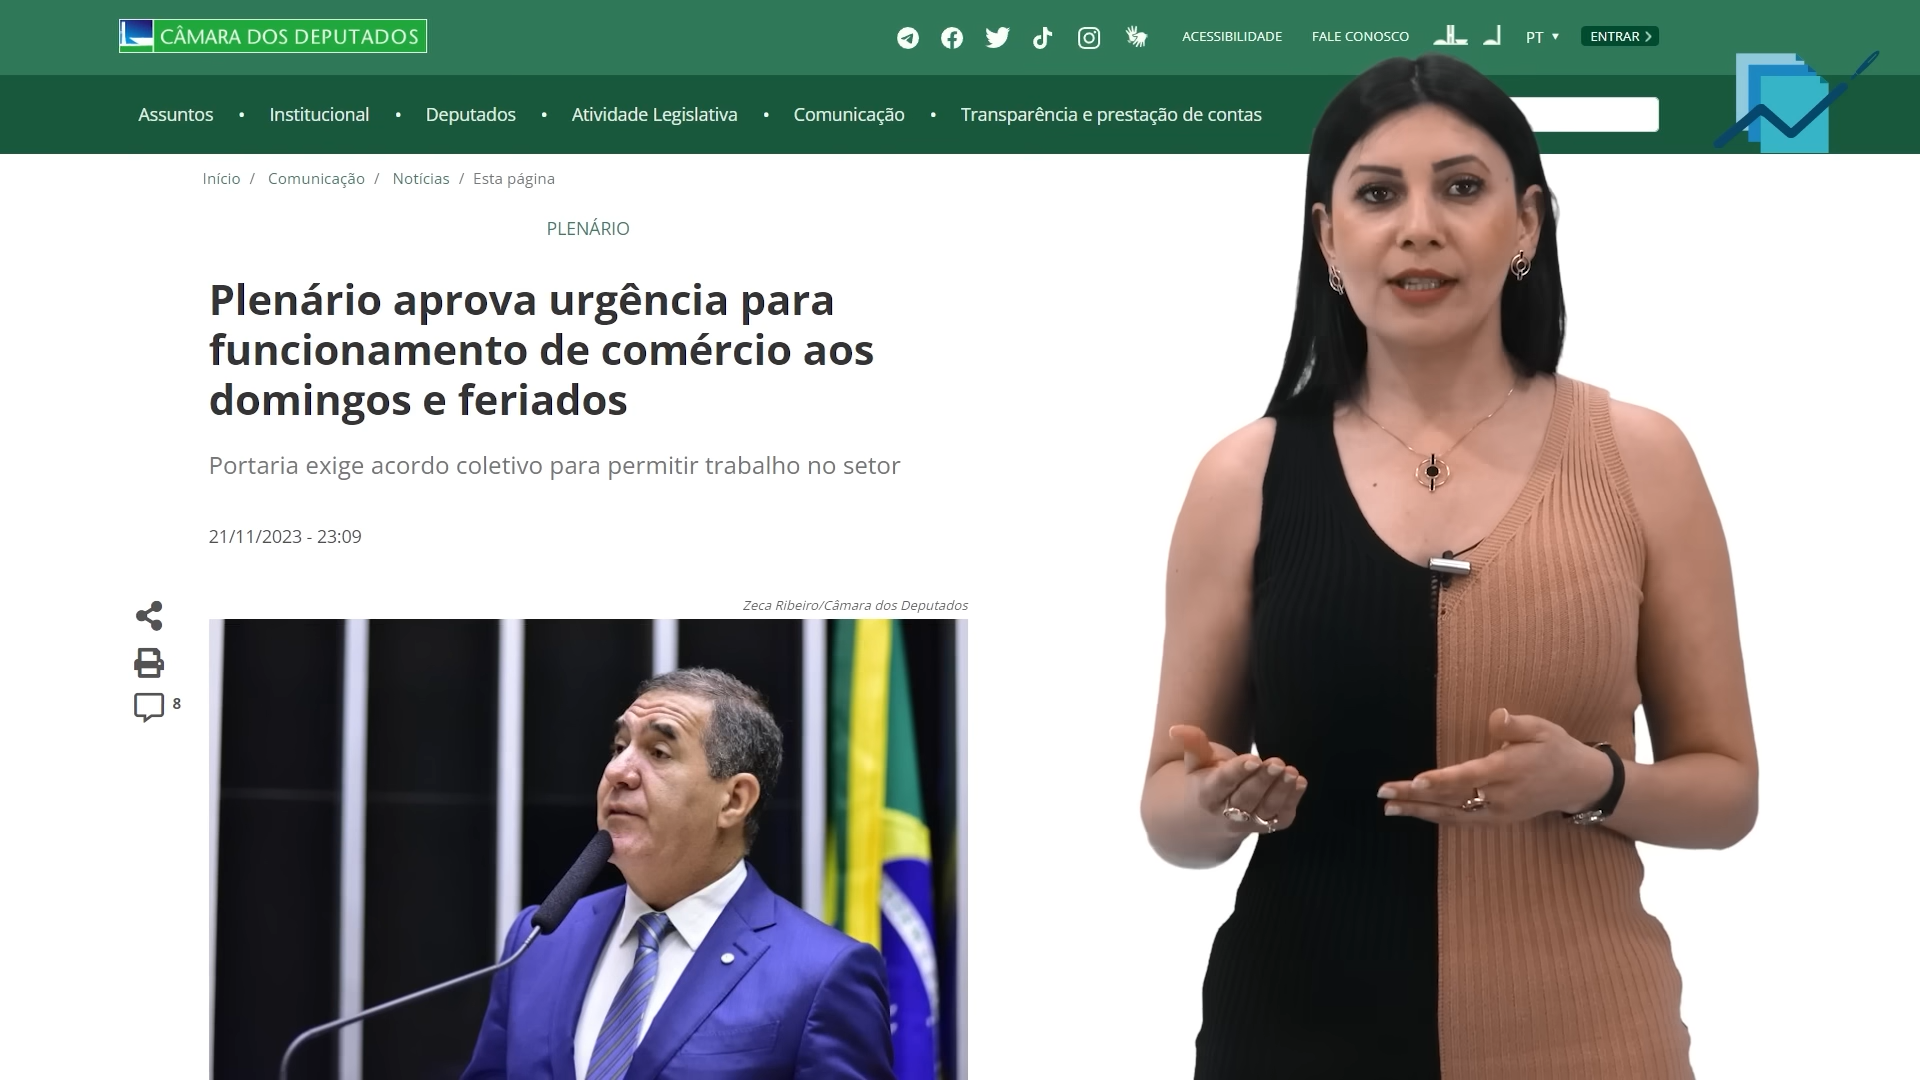 CÂMARA DOS DEPUTADOS
ACESSIBILIDADE
FALE CONOSCO
PT
ENTRAR
Assuntos • Institucional • Deputados • Atividade Legislativa • Comunicação • Transparência e prestação de contas
Início / Comunicação / Notícias / Esta página
PLENÁRIO
Plenário aprova urgência para
funcionamento de comércio aos
domingos e feriados
Portaria exige acordo coletivo para permitir trabalho no setor
21/11/2023 - 23:09
Zeca Ribeiro/Câmara dos Deputados
8